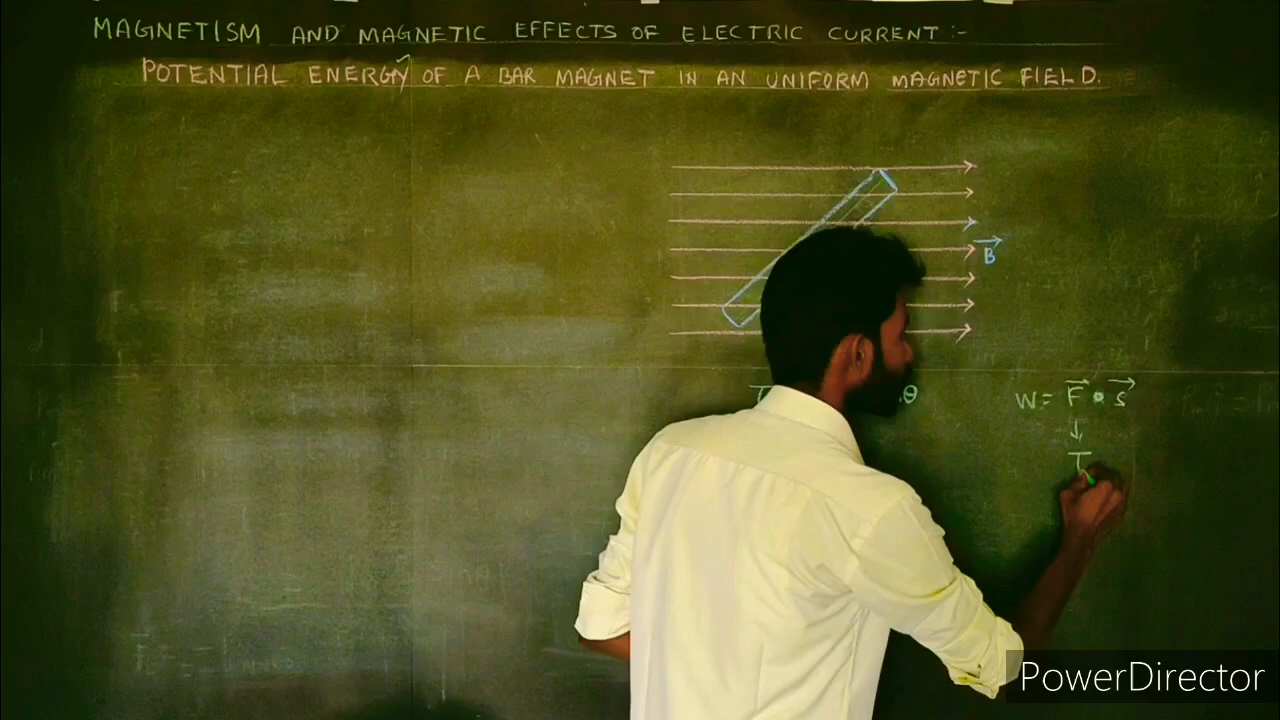 MAGNETISM AND MAGNETIC EFFECTS OF ELECTRIC CURRENT :-
POTENTIAL ENERGY OF A BAR MAGNET IN AN UNIFORM MAGNETIC FIELD.
B
θ
W = F • s
↓
τ
PowerDirector